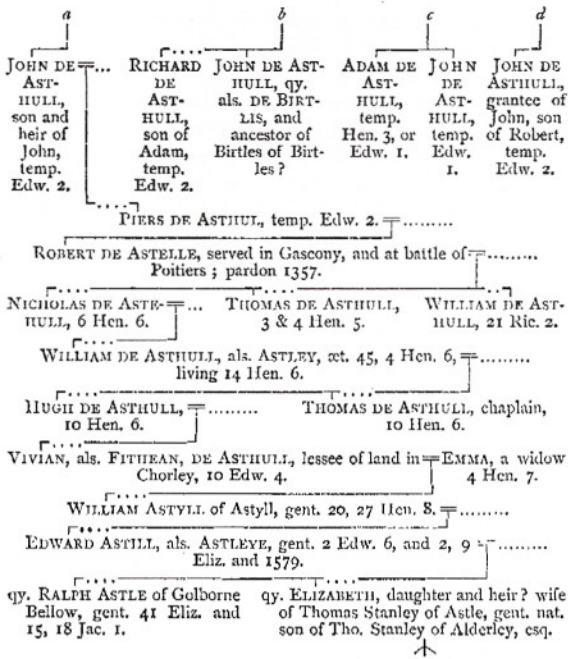 a b c d
JOHN DE
AST-
HULL,
son and
heir of
John,
temp.
Edw. 2.
...
RICHARD
DE
AST-
HULL,
son of
Adam,
temp.
Edw. 2.
JOHN DE AST-
HULL, qy.
als. DE BIRT-
LIS, and
ancestor of
Birtles of Birt-
les?
ADAM DE
AST-
HULL,
temp.
Hen. 3, or
Edw. 1.
JOHN
DE
AST-
HULL,
temp.
Edw.
1.
JOHN DE
ASTHULL,
grantee of
John, son
of Robert,
temp.
Edw. 2.
PIERS DE ASTHUL, temp. Edw. 2. .........
ROBERT DE ASTELLE, served in Gascony, and at battle of .........
Poitiers; pardon 1357.
NICHOLAS DE ASTE-
HULL, 6 Hen. 6.
...
THOMAS DE ASTHULL,
3 & 4 Hen. 5.
WILLIAM DE AST-
HULL, 21 Ric. 2.
WILLIAM DE ASTHULL, als. ASTLEY, æt. 45, 4 Hen. 6, .........
living 14 Hen. 6.
HUGH DE ASTHULL, .........
10 Hen. 6.
THOMAS DE ASTHULL, chaplain,
10 Hen. 6.
VIVIAN, als. FITHEAN, DE ASTHULL, lessee of land in
Chorley, 10 Edw. 4.
EMMA, a widow
4 Hen. 7.
WILLIAM ASTYLL of Astyll, gent. 20, 27 Hen. 8. .........
EDWARD ASTILL, als. ASTLEYE, gent. 2 Edw. 6, and 2, 9 .........
Eliz. and 1579.
qy. RALPH ASTLE of Golborne
Bellow, gent. 41 Eliz. and
15, 18 Jac. 1.
qy. ELIZABETH, daughter and heir? wife
of Thomas Stanley of Astle, gent. nat.
son of Tho. Stanley of Alderley, esq.